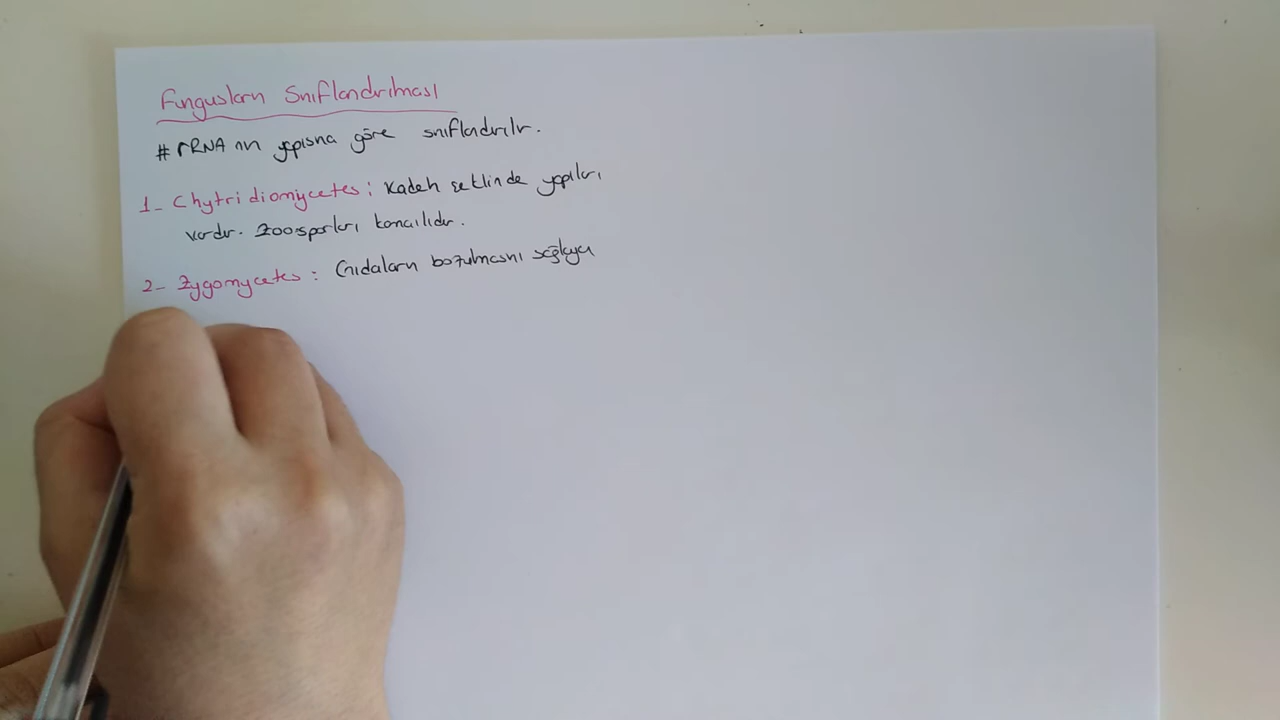 Fungusların Sınıflandırılması
# rRNA nın yapısına göre sınıflandırılır.
1- Chytridiomycetes : Kadeh şeklinde yapıları
vardır. Zoosporları kamçılıdır.
2- Zygomycetes : Gıdaların bozulmasını sağlayan